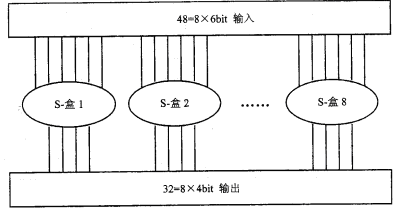 48=8×6bit 输入
S-盒 1
S-盒 2
……
S-盒 8
32=8×4bit 输出